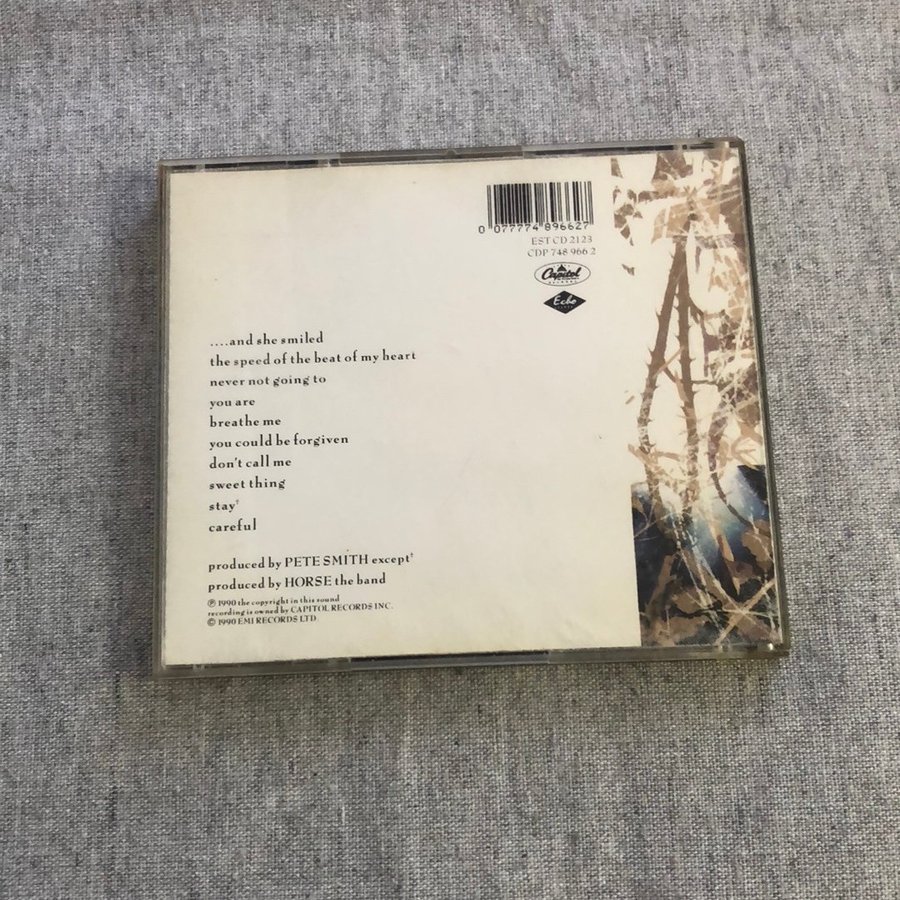 0 077774 896627
EST CD 2123
CDP 748 966 2
Capitol
Echo
....and she smiled
the speed of the beat of my heart
never not going to
you are
breathe me
you could be forgiven
don't call me
sweet thing
stay†
careful
produced by PETE SMITH except†
produced by HORSE the band
℗ 1990 the copyright in this sound
recording is owned by CAPITOL RECORDS INC.
© 1990 EMI RECORDS LTD